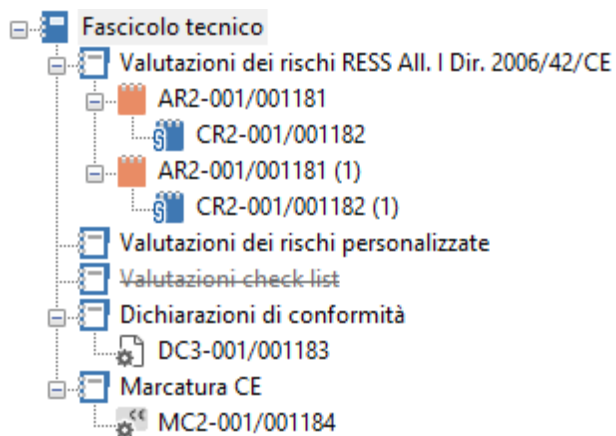 Fascicolo tecnico
Valutazioni dei rischi RESS All. I Dir. 2006/42/CE
AR2-001/001181
CR2-001/001182
AR2-001/001181 (1)
CR2-001/001182 (1)
Valutazioni dei rischi personalizzate
Valutazioni check list
Dichiarazioni di conformità
DC3-001/001183
Marcatura CE
MC2-001/001184